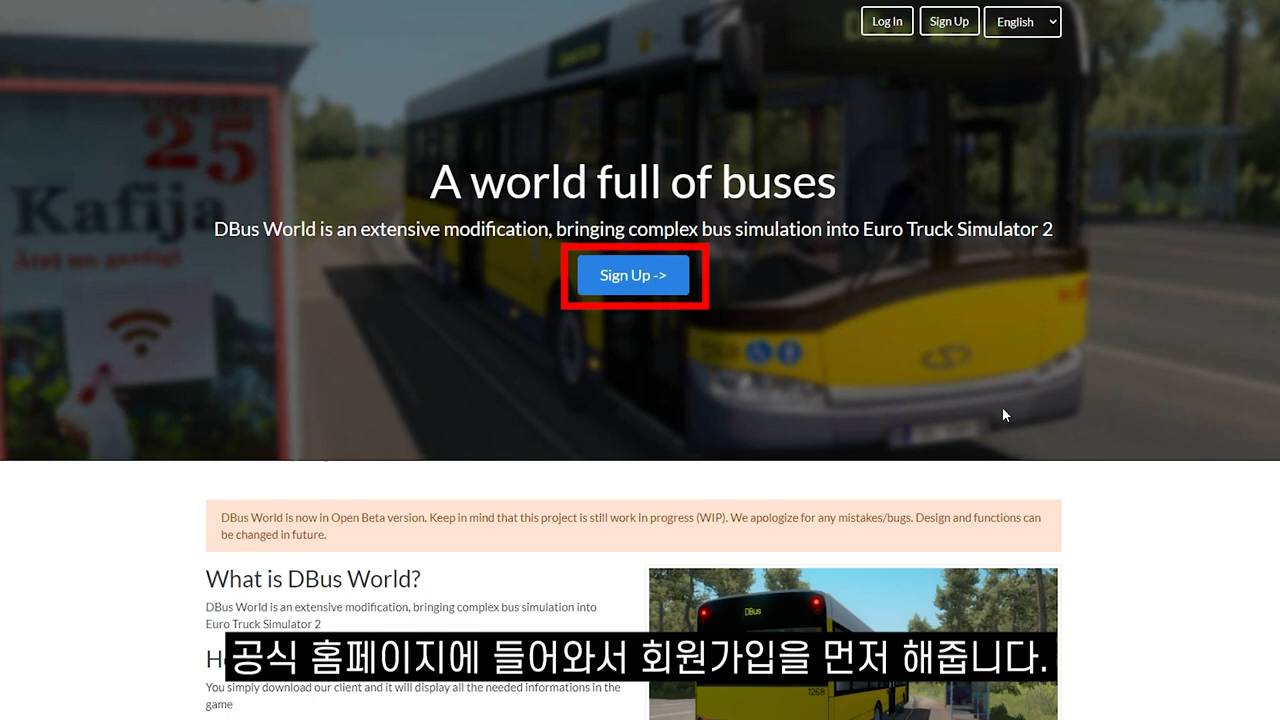 Log In
Sign Up
English
25
Kafija
A world full of buses
DBus World is an extensive modification, bringing complex bus simulation into Euro Truck Simulator 2
Sign Up ->
DBus World is now in Open Beta version. Keep in mind that this project is still work in progress (WIP). We apologize for any mistakes/bugs. Design and functions can
be changed in future.
What is DBus World?
DBus World is an extensive modification, bringing complex bus simulation into
Euro Truck Simulator 2
DBus
공식 홈페이지에 들어와서 회원가입을 먼저 해줍니다.
You simply download our client and it will display all the needed informations in the
game
1268